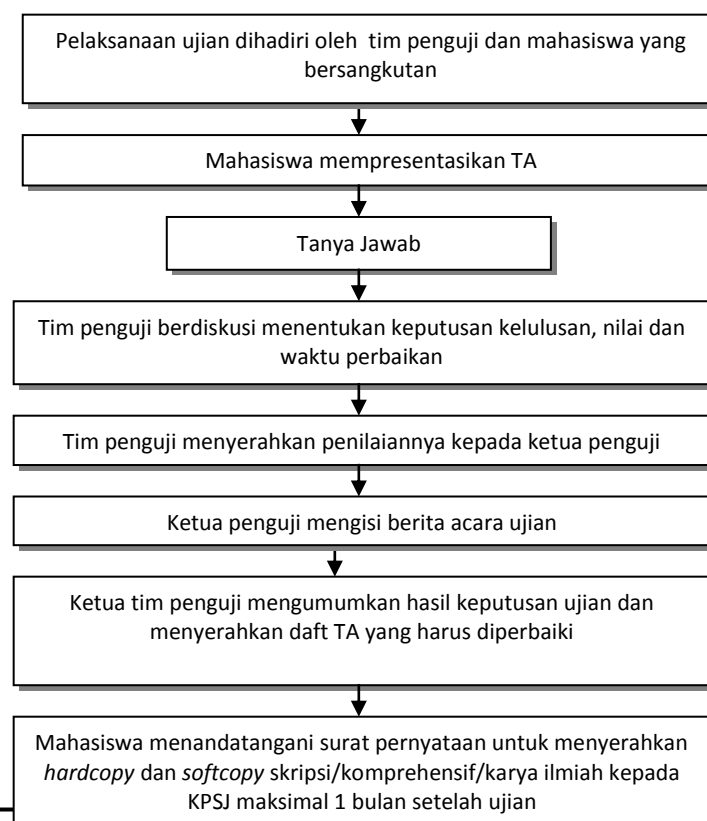 Pelaksanaan ujian dihadiri oleh tim penguji dan mahasiswa yang
bersangkutan
Mahasiswa mempresentasikan TA
Tanya Jawab
Tim penguji berdiskusi menentukan keputusan kelulusan, nilai dan
waktu perbaikan
Tim penguji menyerahkan penilaiannya kepada ketua penguji
Ketua penguji mengisi berita acara ujian
Ketua tim penguji mengumumkan hasil keputusan ujian dan
menyerahkan daft TA yang harus diperbaiki
Mahasiswa menandatangani surat pernyataan untuk menyerahkan
hardcopy dan softcopy skripsi/komprehensif/karya ilmiah kepada
KPSJ maksimal 1 bulan setelah ujian